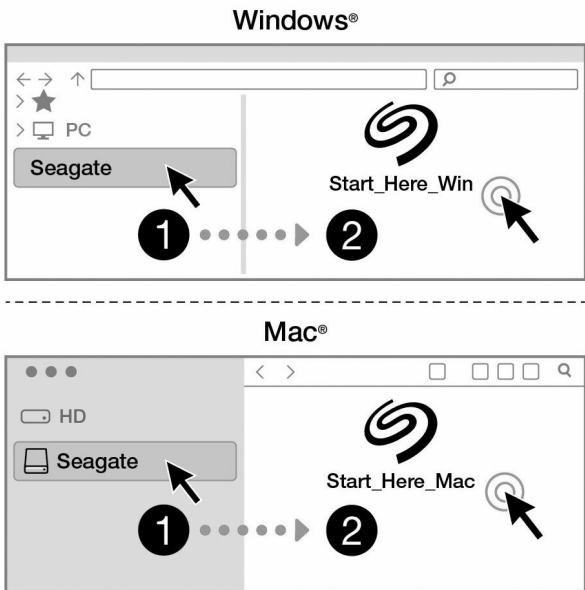 Windows®
PC
Seagate
Start_Here_Win
1
2
Mac®
HD
Seagate
Start_Here_Mac
1
2